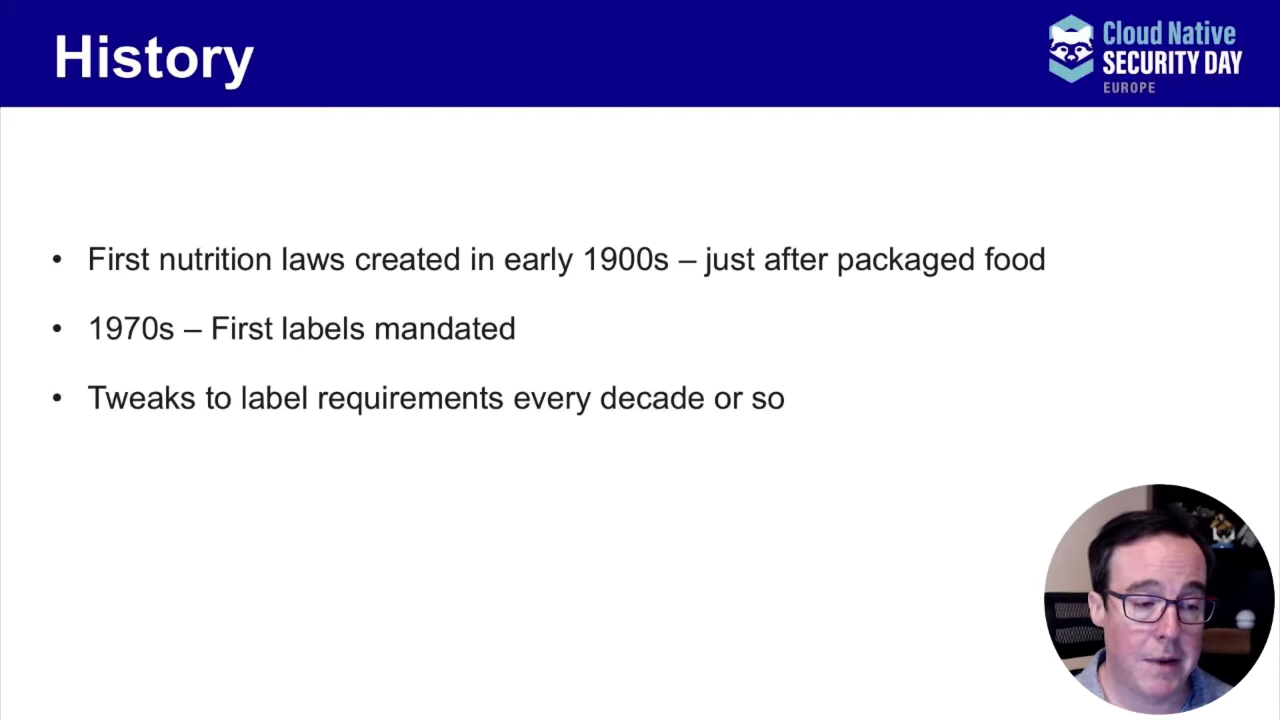 History
Cloud Native
SECURITY DAY
EUROPE
• First nutrition laws created in early 1900s – just after packaged food
• 1970s – First labels mandated
• Tweaks to label requirements every decade or so